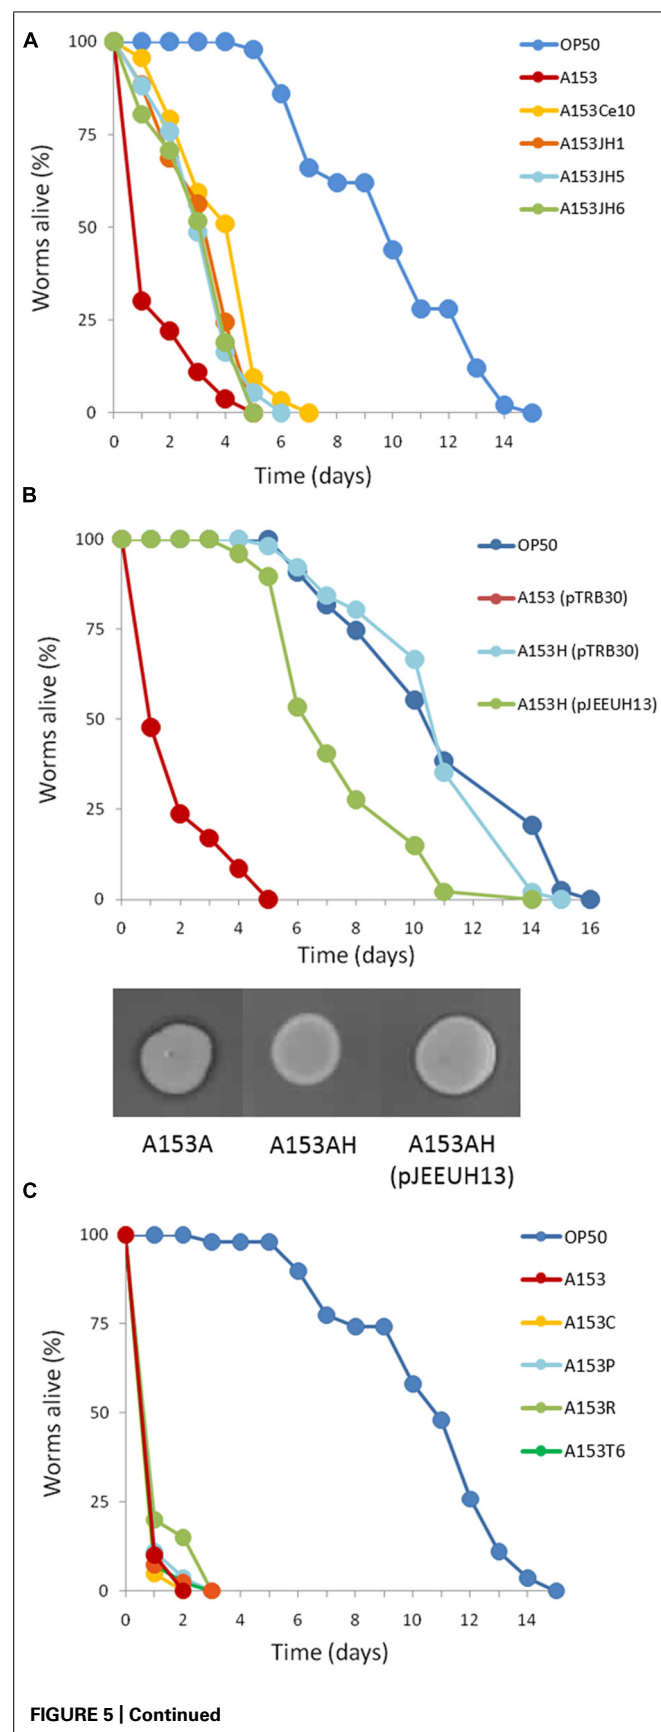 A
100
75
50
25
0
Worms alive (%)
0 2 4 6 8 10 12 14
Time (days)
OP50
A153
A153Ce10
A153JH1
A153JH5
A153JH6
B
100
75
50
25
0
Worms alive (%)
0 2 4 6 8 10 12 14 16
Time (days)
OP50
A153 (pTRB30)
A153H (pTRB30)
A153H (pJEEUH13)
A153A A153AH A153AH
(pJEEUH13)
C
100
75
50
25
0
Worms alive (%)
0 2 4 6 8 10 12 14
Time (days)
OP50
A153
A153C
A153P
A153R
A153T6
FIGURE 5 | Continued